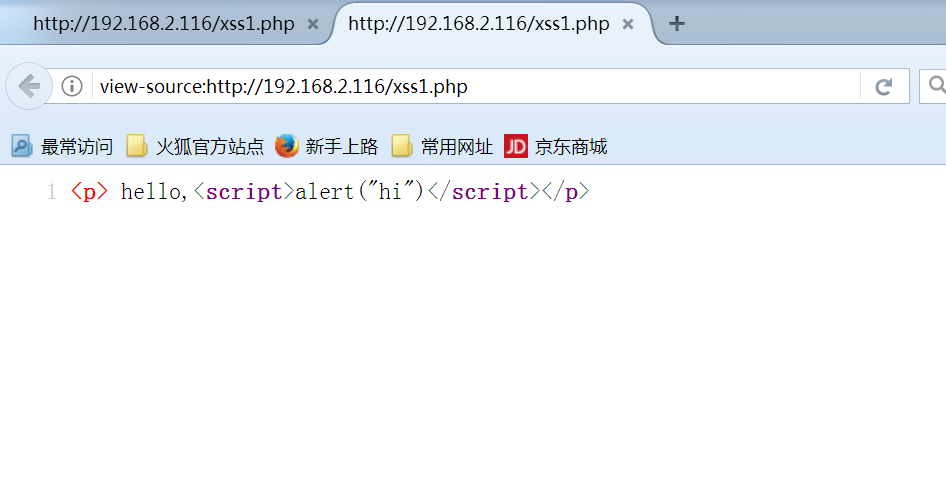 http://192.168.2.116/xss1.php × http://192.168.2.116/xss1.php × +
view-source:http://192.168.2.116/xss1.php
最常访问 火狐官方站点 新手上路 常用网址 JD 京东商城
1 <p> hello,<script>alert("hi")</script></p>